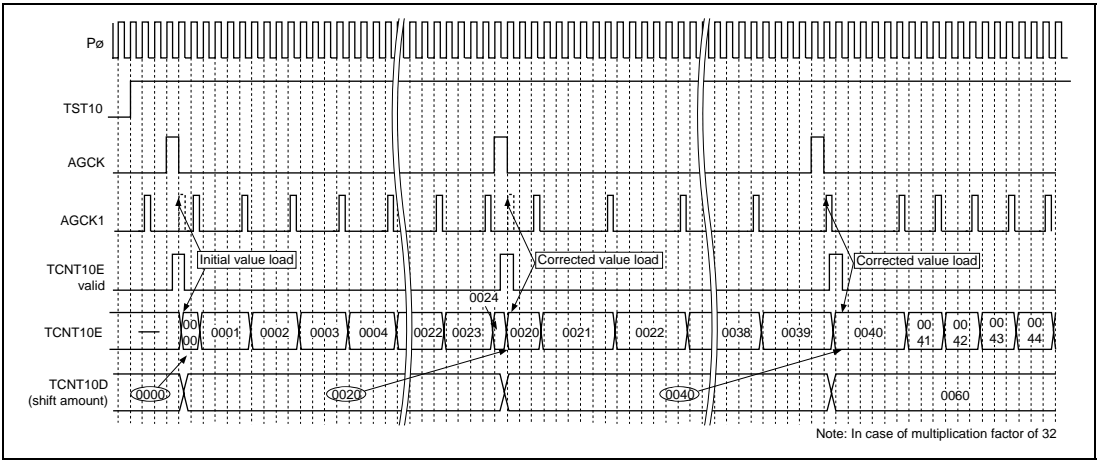 Pø
TST10
AGCK
AGCK1
Initial value load
Corrected value load
Corrected value load
TCNT10E
valid
0024
TCNT10E
00
00
0001
0002
0003
0004
0022
0023
0020
0021
0022
0038
0039
0040
00
41
00
42
00
43
00
44
TCNT10D
(shift amount)
0000
0020
0040
0060
Note: In case of multiplication factor of 32